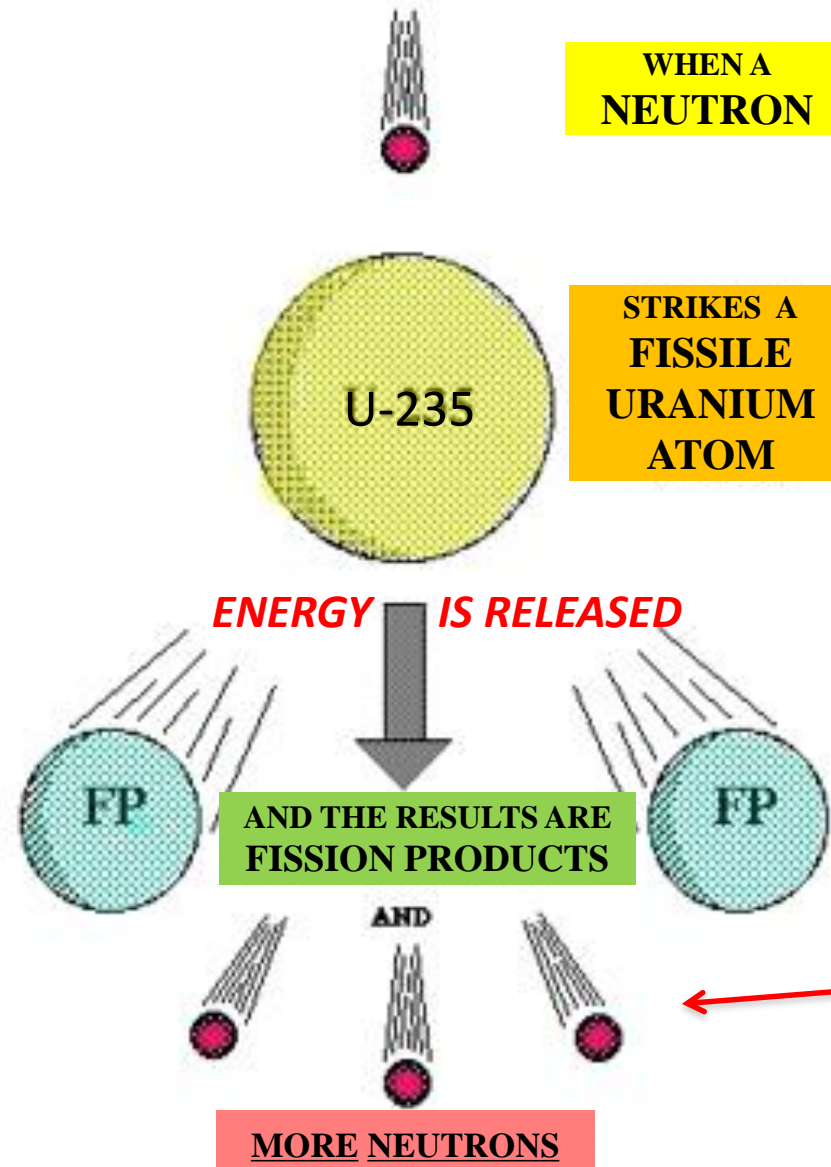 WHEN A
NEUTRON
STRIKES A
FISSILE
URANIUM
ATOM
U-235
ENERGY IS RELEASED
FP
FP
AND THE RESULTS ARE
FISSION PRODUCTS
AND
MORE NEUTRONS